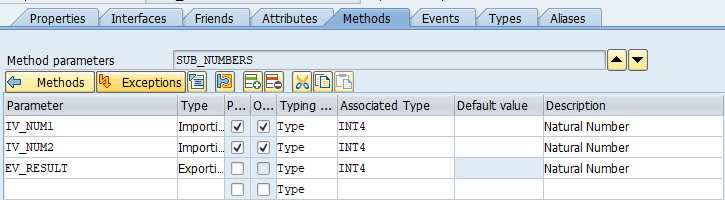 Properties Interfaces Friends Attributes Methods Events Types Aliases
Method parameters SUB_NUMBERS
Methods Exceptions
Parameter Type P... O... Typing ... Associated Type Default value Description
IV_NUM1 Importi... Type INT4 Natural Number
IV_NUM2 Importi... Type INT4 Natural Number
EV_RESULT Exporti... Type INT4 Natural Number
Type